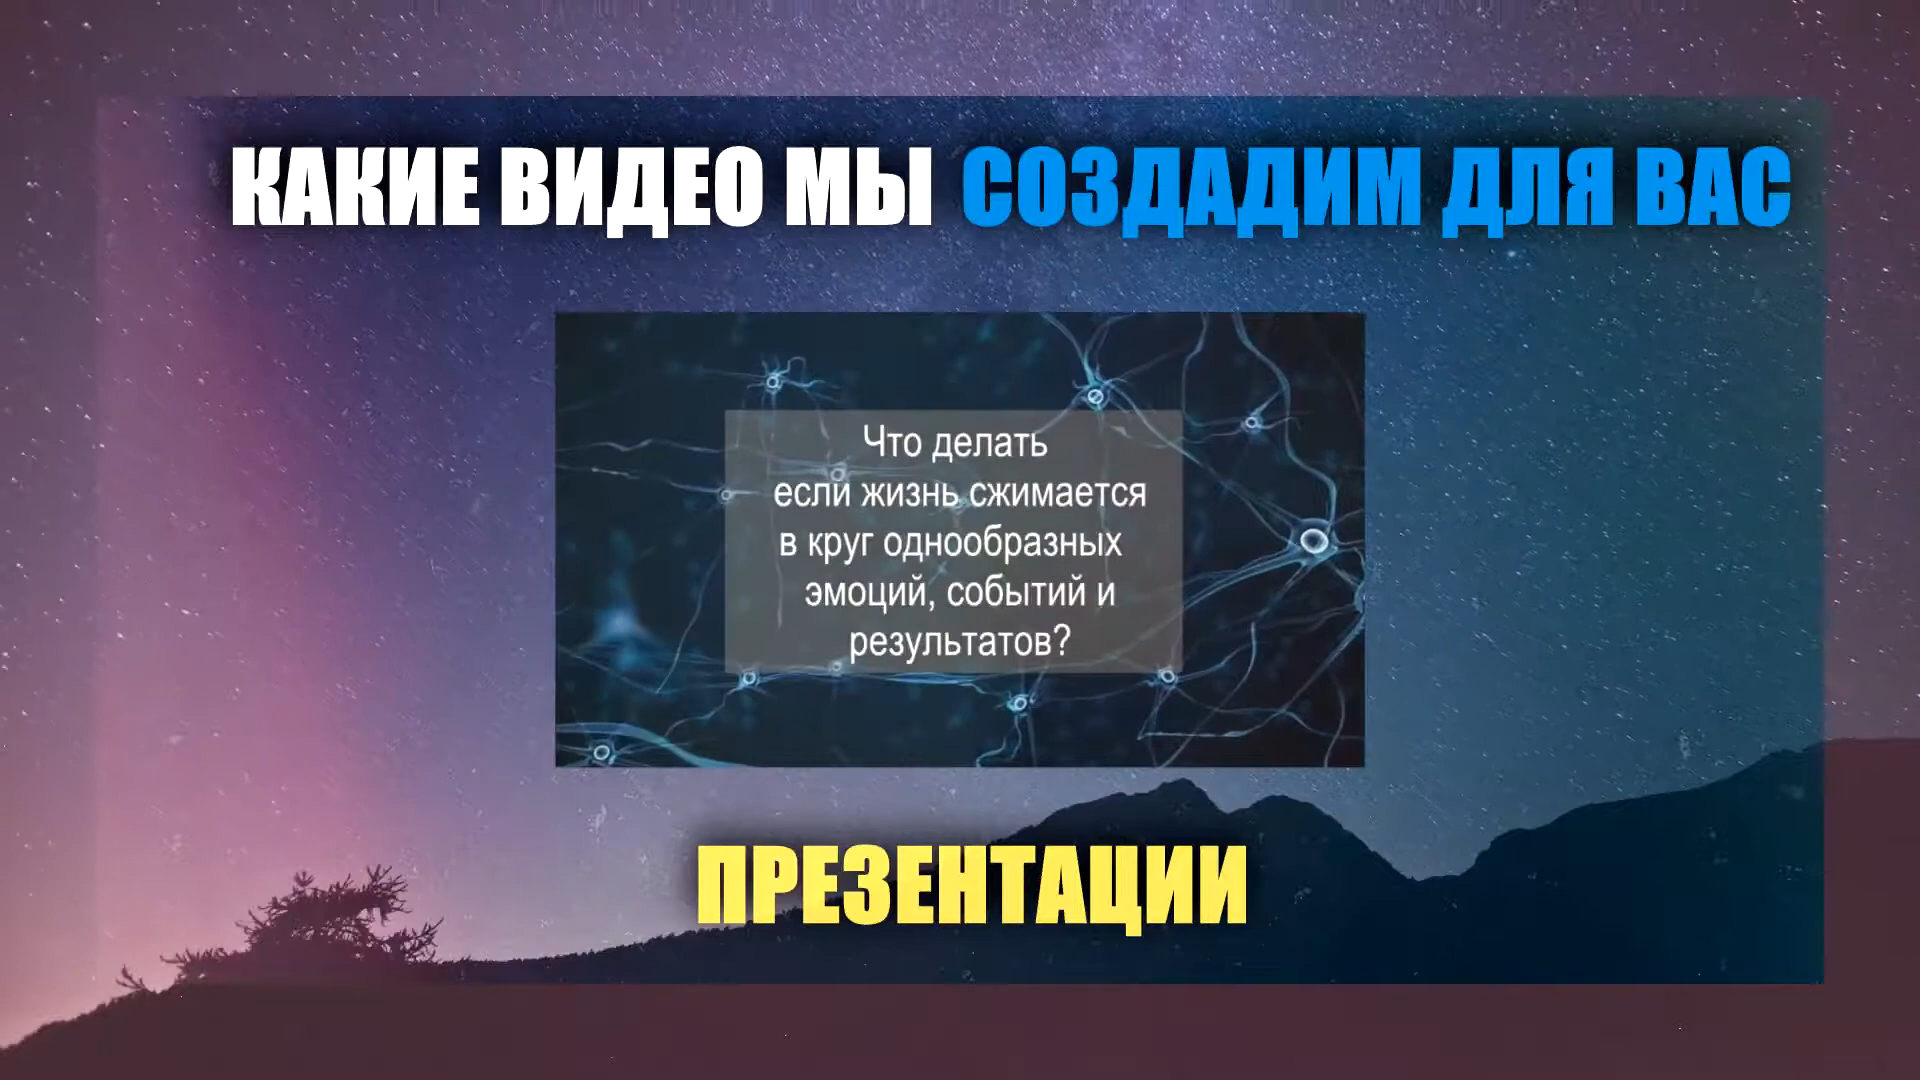 КАКИЕ ВИДЕО МЫ СОЗДАДИМ ДЛЯ ВАС
Что делать
если жизнь сжимается
в круг однообразных
эмоций, событий и
результатов?
ПРЕЗЕНТАЦИИ